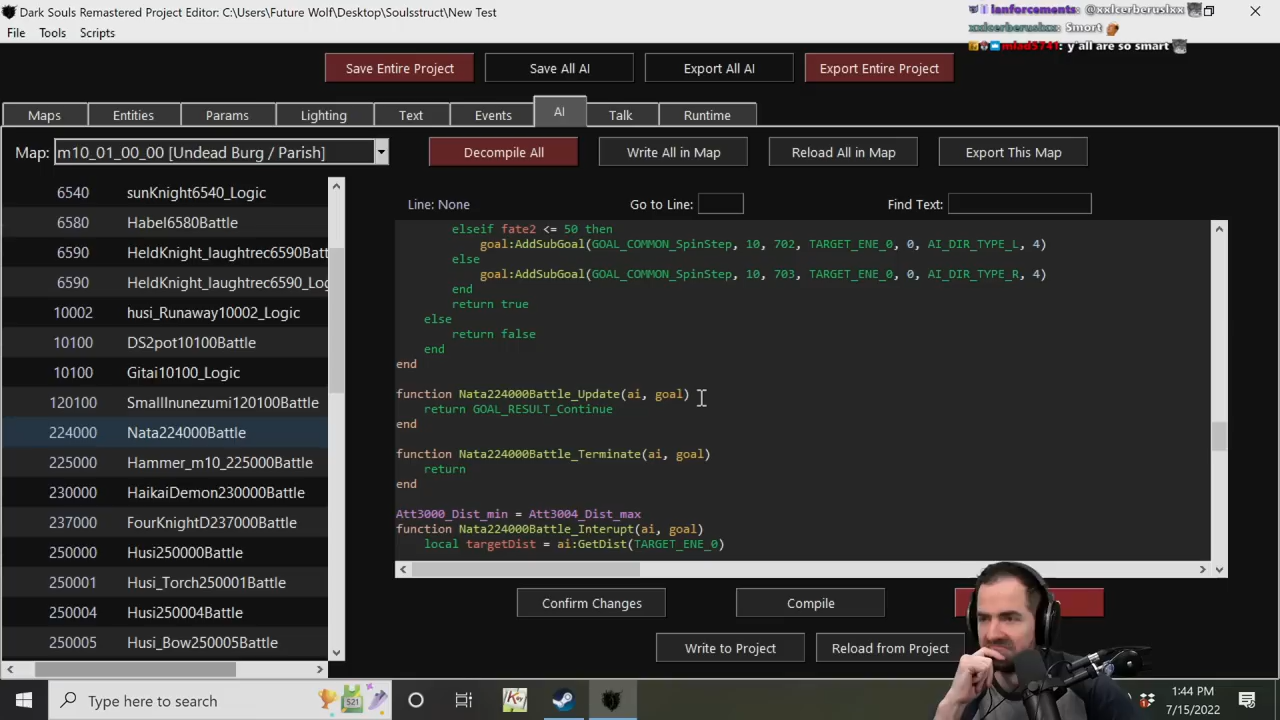 Dark Souls Remastered Project Editor: C:\Users\Future Wolf\Desktop\Soulsstruct\New Test
lanforcements: @xxlcerberuslxx
xxlcerberuslxx: Smort
miad5741: y'all are so smart
File Tools Scripts
Save Entire Project Save All AI Export All AI Export Entire Project
Maps Entities Params Lighting Text Events AI Talk Runtime
Map: m10_01_00_00 [Undead Burg / Parish] Decompile All Write All in Map Reload All in Map Export This Map
Line: None Go to Line: Find Text:
6540 sunKnight6540_Logic
6580 Habel6580Battle
6590 HeldKnight_laughtrec6590Batt
6590 HeldKnight_laughtrec6590_Log
10002 husi_Runaway10002_Logic
10100 DS2pot10100Battle
10100 Gitai10100_Logic
120100 SmallInunezumi120100Battle
224000 Nata224000Battle
225000 Hammer_m10_225000Battle
230000 HaikaiDemon230000Battle
237000 FourKnightD237000Battle
250000 Husi250000Battle
250001 Husi_Torch250001Battle
250004 Husi250004Battle
250005 Husi_Bow250005Battle
elseif fate2 <= 50 then
goal:AddSubGoal(GOAL_COMMON_SpinStep, 10, 702, TARGET_ENE_0, 0, AI_DIR_TYPE_L, 4)
else
goal:AddSubGoal(GOAL_COMMON_SpinStep, 10, 703, TARGET_ENE_0, 0, AI_DIR_TYPE_R, 4)
end
return true
else
return false
end
end
function Nata224000Battle_Update(ai, goal)
return GOAL_RESULT_Continue
end
function Nata224000Battle_Terminate(ai, goal)
return
end
Att3000_Dist_min = Att3004_Dist_max
function Nata224000Battle_Interupt(ai, goal)
local targetDist = ai:GetDist(TARGET_ENE_0)
Confirm Changes Compile
Write to Project Reload from Project
Type here to search
521
Key
1:44 PM
7/15/2022